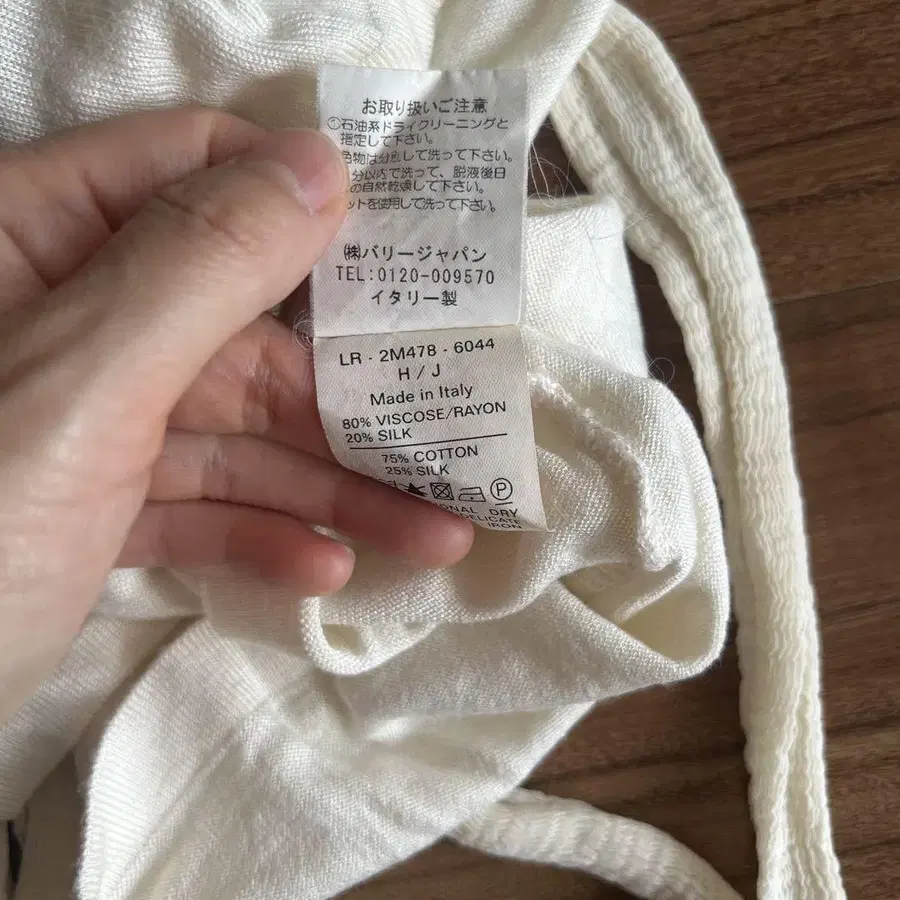 お取り扱いご注意
①石油系ドライクリーニングと
指定して下さい。
色物は分別して洗って下さい。
分以内で洗って、脱液後日
の自然乾燥して下さい。
ットを使用して洗って下さい。
㈱バリージャパン
TEL:0120-009570
イタリー製
LR - 2M478 - 6044
H / J
Made in Italy
80% VISCOSE/RAYON
20% SILK
75% COTTON
25% SILK
P
ONAL DRY
DELICATE
IRON